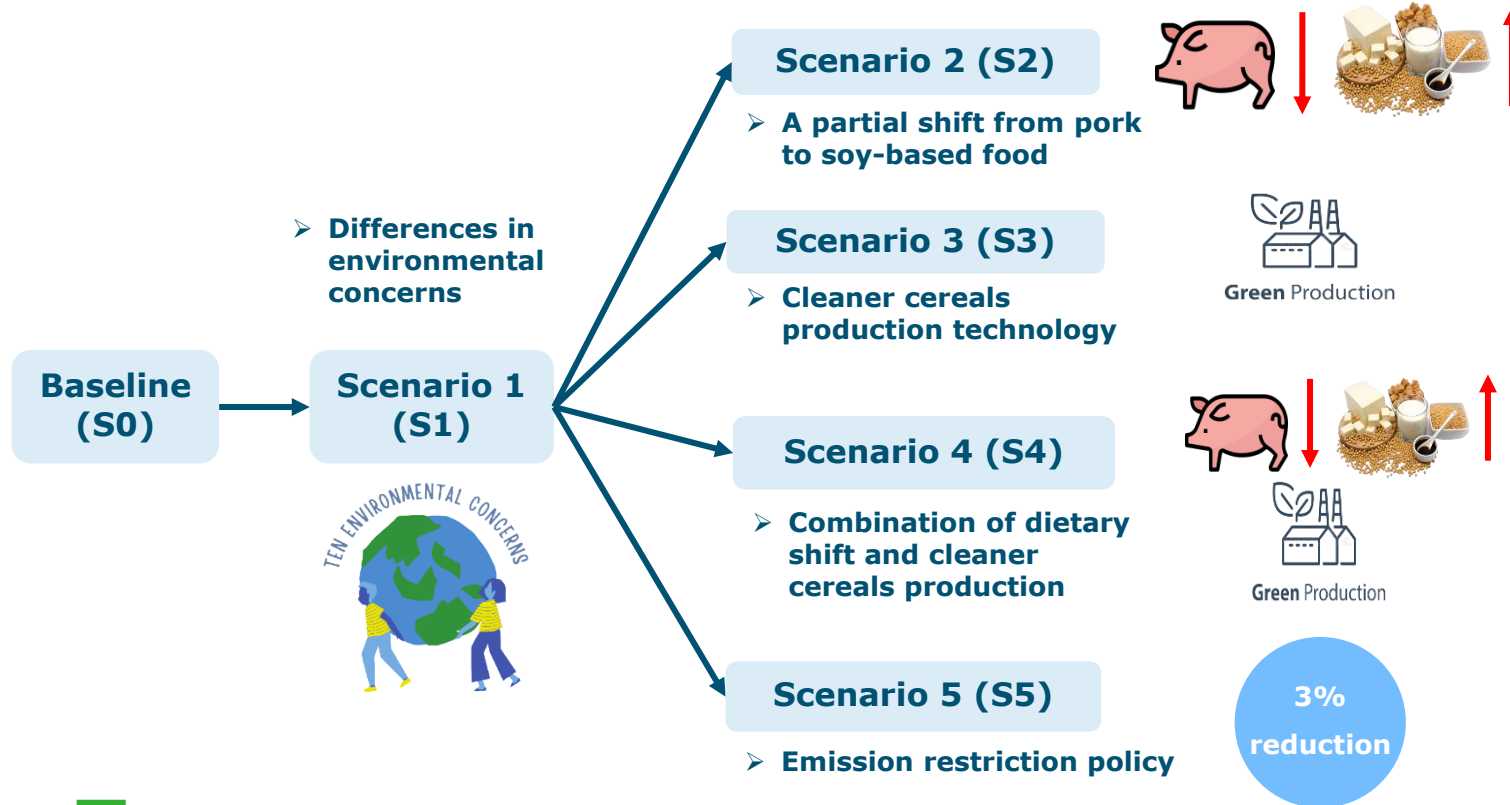 Scenario 2 (S2)
➢ A partial shift from pork
to soy-based food
➢ Differences in
environmental
concerns
Scenario 3 (S3)
➢ Cleaner cereals
production technology
Green Production
Baseline
(S0)
Scenario 1
(S1)
TEN ENVIRONMENTAL CONCERNS
Scenario 4 (S4)
➢ Combination of dietary
shift and cleaner
cereals production
Green Production
Scenario 5 (S5)
➢ Emission restriction policy
3%
reduction